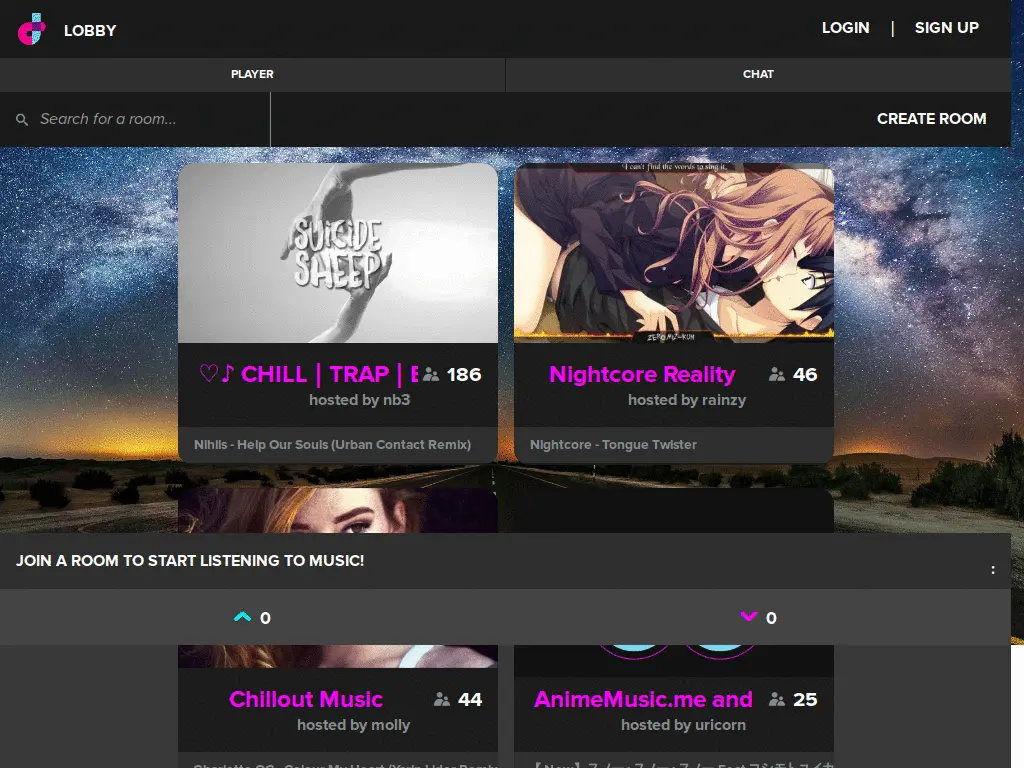 LOBBY
LOGIN | SIGN UP
PLAYER
CHAT
Search for a room...
CREATE ROOM
SUICIDE
SHEEP
"I can't find the words to sing it.
♡♪ CHILL | TRAP |
186
hosted by nb3
Nihils - Help Our Souls (Urban Contact Remix)
Nightcore Reality
46
hosted by rainzy
Nightcore - Tongue Twister
JOIN A ROOM TO START LISTENING TO MUSIC!
:
0
0
Chillout Music
44
hosted by molly
AnimeMusic.me and
25
hosted by uricorn